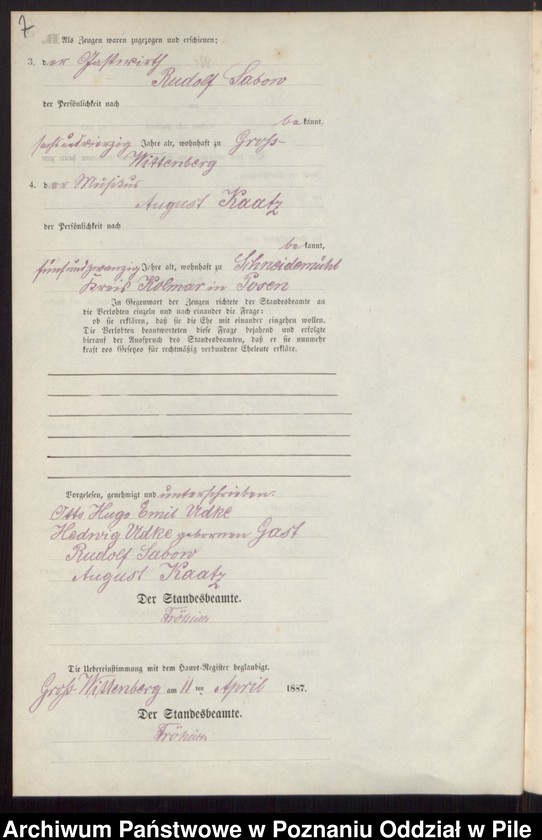 7
Als Zeugen waren zugezogen und erschienen:
3. der Gastwirth
Rudolf Sabow
der Persönlichkeit nach
bekannt,
sechsundvierzig Jahre alt, wohnhaft zu Groß-
Wittenberg
4. der Musikus
August Kaatz
der Persönlichkeit nach
bekannt,
fünfundzwanzig Jahre alt, wohnhaft zu Schneidemühl
Kreis Kolmar in Posen
In Gegenwart der Zeugen richtete der Standesbeamte an
die Verlobten einzeln und nach einander die Frage:
ob sie erklären, daß sie die Ehe mit einander eingehen wollen.
Die Verlobten beantworteten diese Frage bejahend und erfolgte
hierauf der Ausspruch des Standesbeamten, daß er sie nunmehr
kraft des Gesetzes für rechtmäßig verbundene Eheleute erkläre.
Vorgelesen, genehmigt und unterschrieben.
Otto Hugo Emil Udke
Hedwig Udke gebornen Gast
Rudolf Sabow
August Kaatz
Der Standesbeamte.
Die Uebereinstimmung mit dem Haupt-Register beglaubigt.
Groß Wittenberg am 11 ten April 1887.
Der Standesbeamte.
Archiwum Państwowe w Poznaniu Oddział w Pile